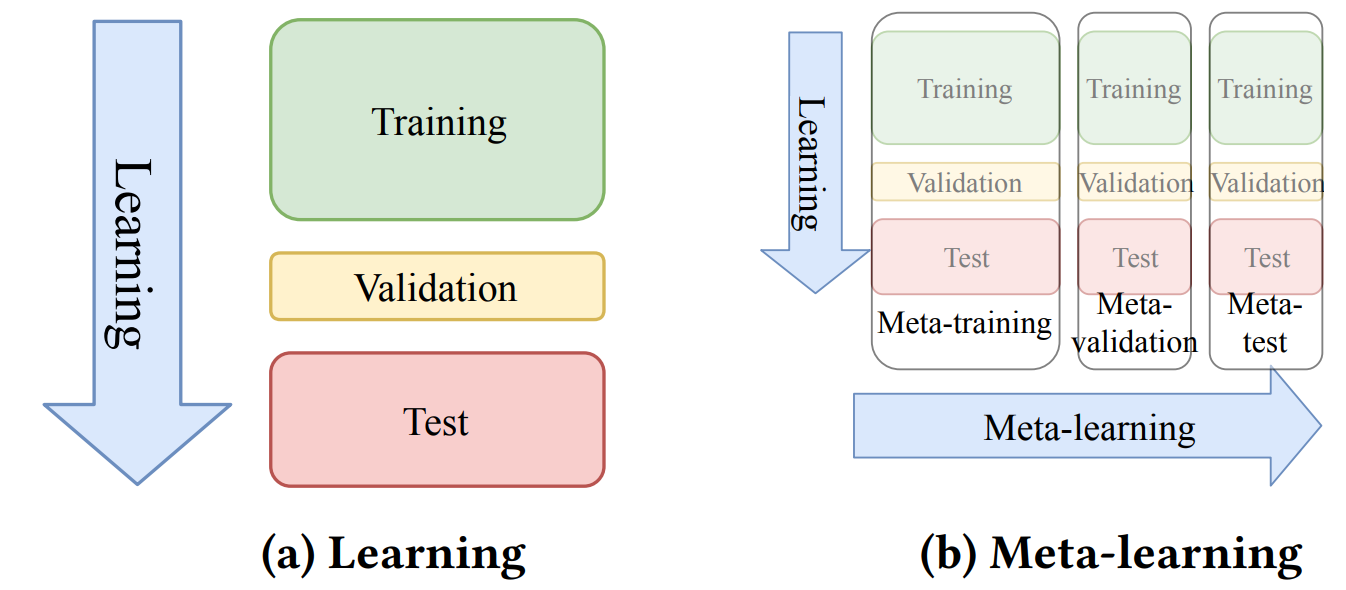 Learning
Training
Validation
Test
(a) Learning
Learning
Training
Validation
Test
Meta-training
Training
Validation
Test
Meta-
validation
Training
Validation
Test
Meta-
test
Meta-learning
(b) Meta-learning